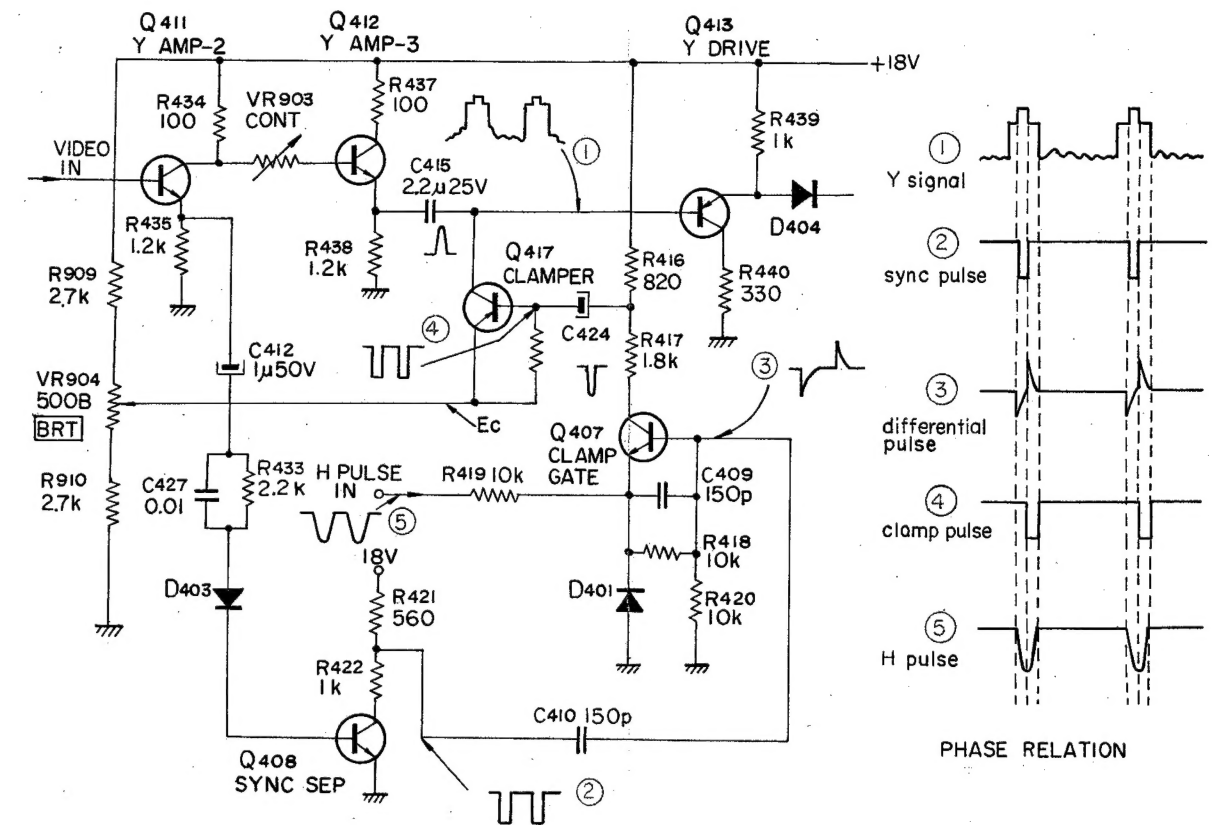 Q411
Y AMP-2
Q412
Y AMP-3
Q413
Y DRIVE
+18V
R434
100
VR903
CONT
R437
100
R439
1k
VIDEO
IN
①
C415
2.2μ25V
D404
R435
1.2k
R438
1.2k
Q417
CLAMPER
R416
820
R440
330
R909
2.7k
④
C424
R417
1.8k
C412
1μ50V
③
VR904
500B
BRT
Ec
Q407
CLAMP
GATE
R910
2.7k
C427
0.01
R433
2.2K
H PULSE
IN
R419 10k
C409
150p
⑤
18V
R418
10k
D403
R421
560
D401
R420
10k
R422
1k
C410 150p
Q408
SYNC SEP
②
①
Y signal
②
sync pulse
③
differential
pulse
④
clamp pulse
⑤
H pulse
PHASE RELATION